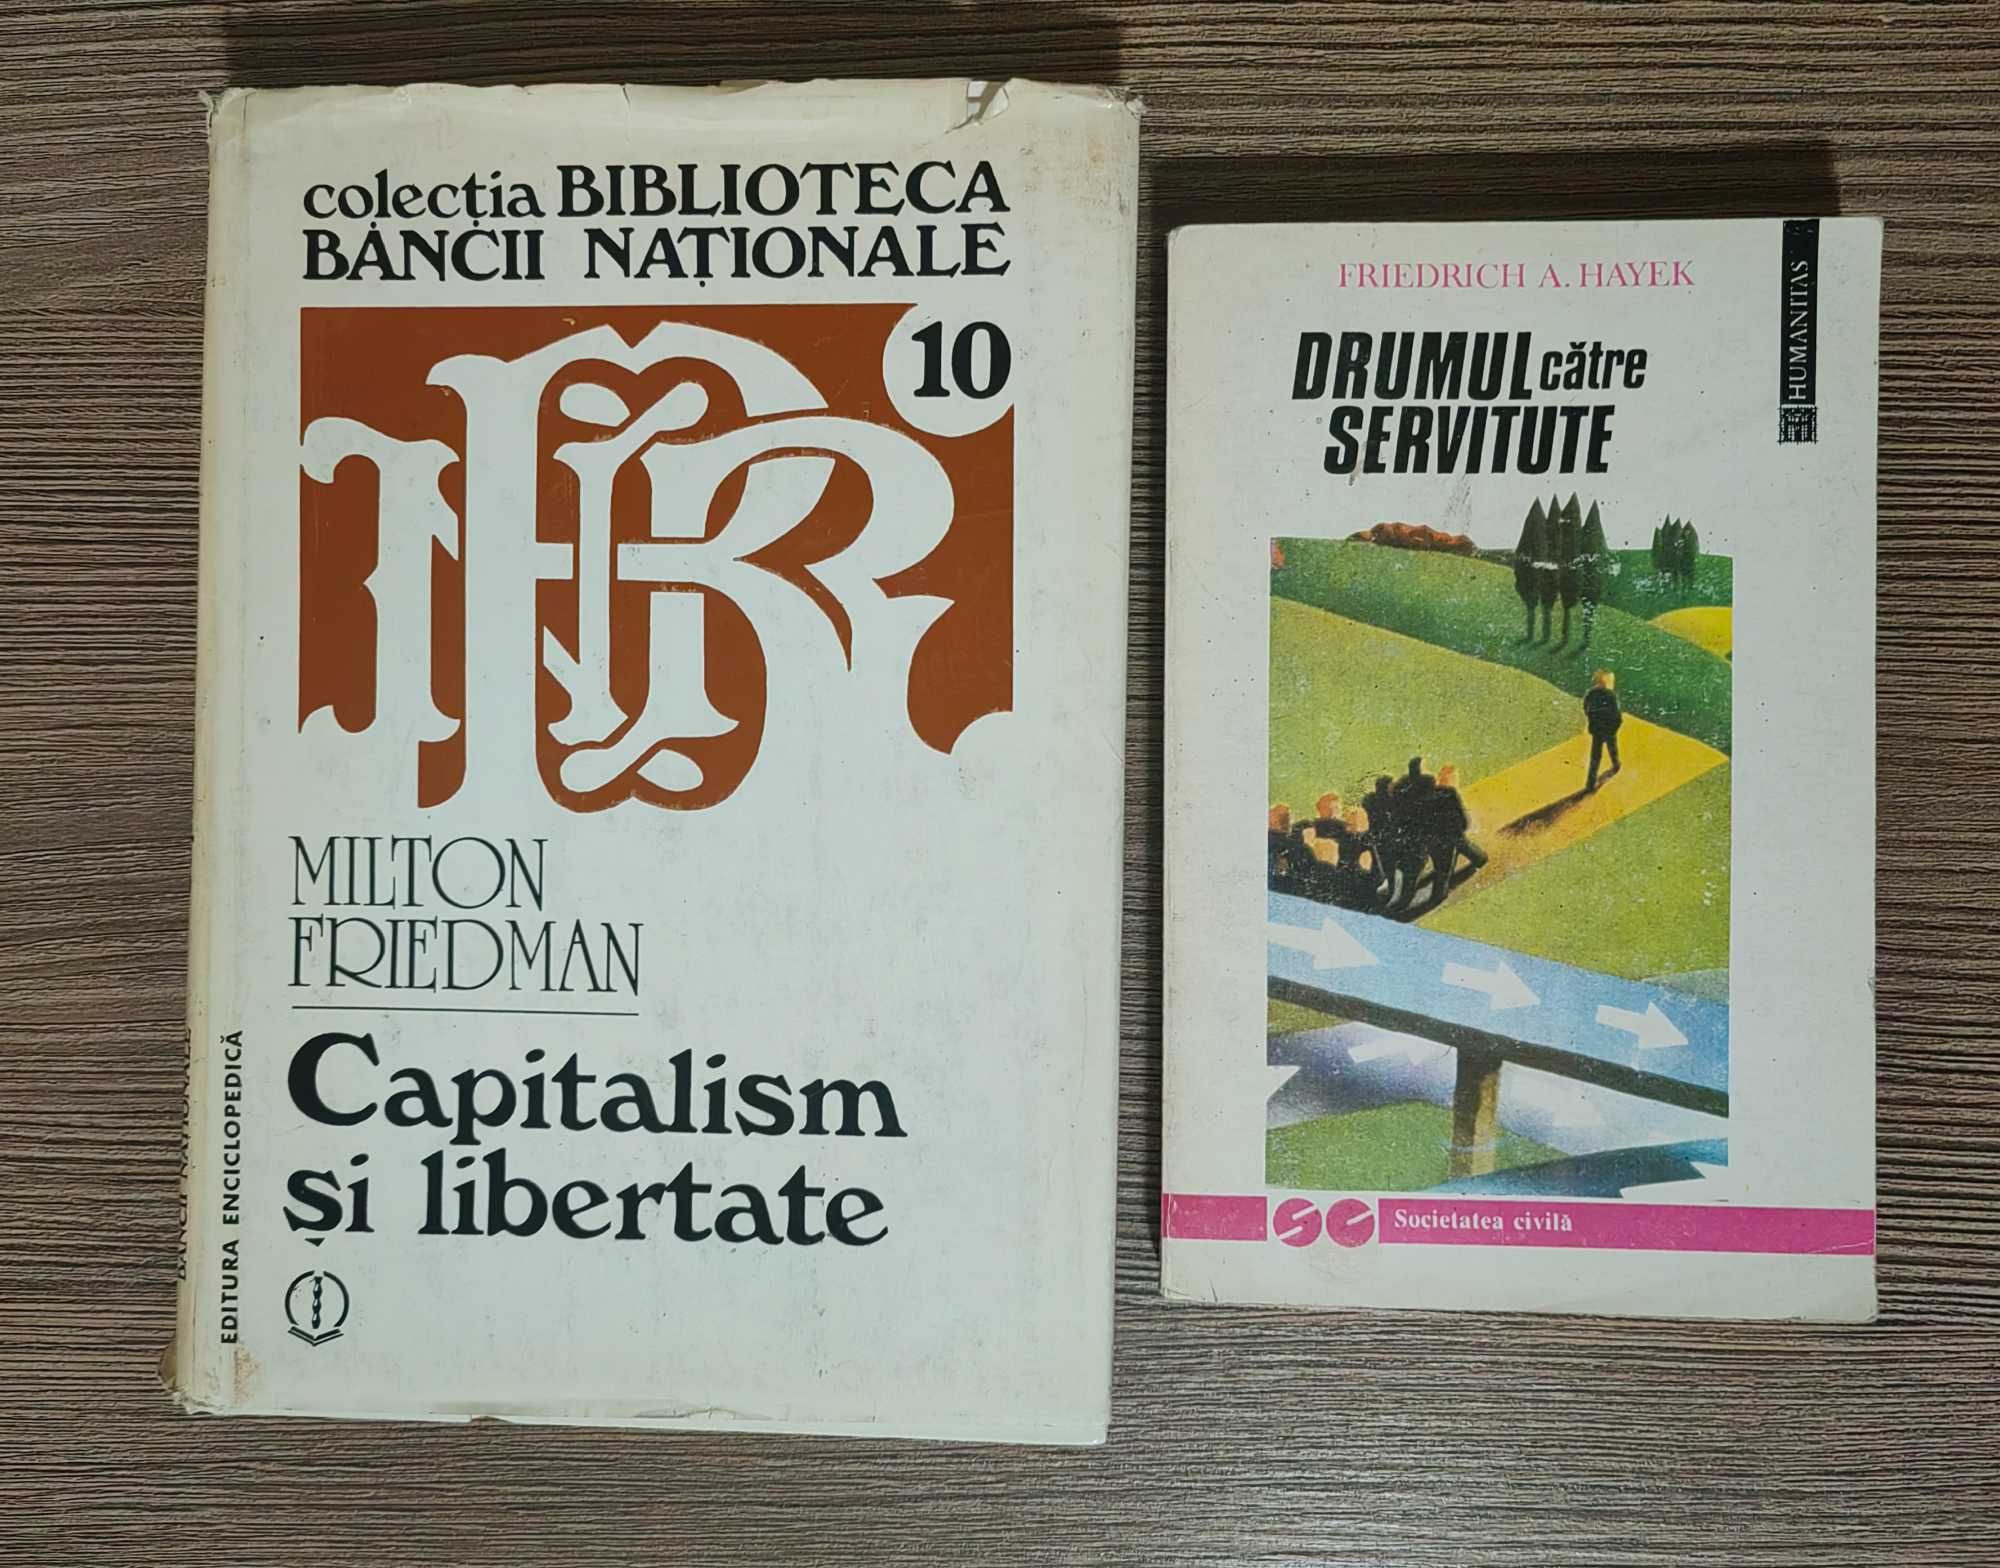 colecția BIBLIOTECA
BĂNCII NAȚIONALE
10
MILTON
FRIEDMAN
Capitalism
și libertate
EDITURA ENCICLOPEDICĂ
BĂNCII NAȚIONALE
FRIEDRICH A. HAYEK
DRUMUL către
SERVITUTE
HUMANITAS
SC Societatea civilă